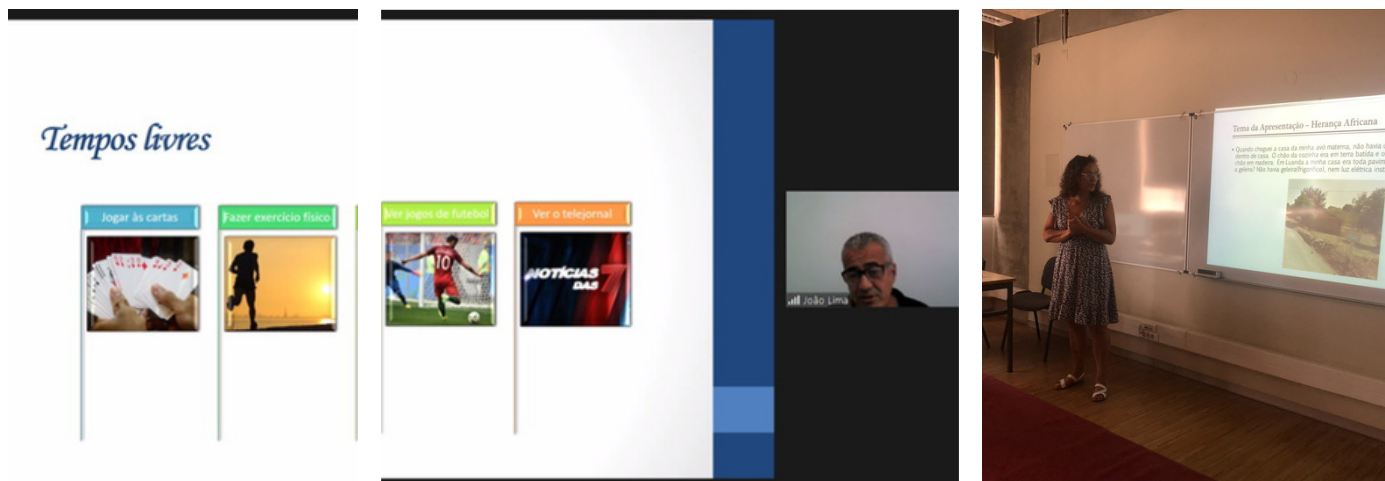 Tempos livres
Jogar às cartas
Fazer exercício físico
Ver jogos de futebol
Ver o telejornal
10
NOTÍCIAS
DAS 7
João Lima
Tema da Apresentação – Herança Africana
• Quando cheguei a casa da minha avó materna, não havia
dentro de casa. O chão da cozinha era em terra batida e o
chão em madeira. Em Luanda a minha casa era toda
a geleira? Não havia geleira(frigorífico), nem luz elétrica